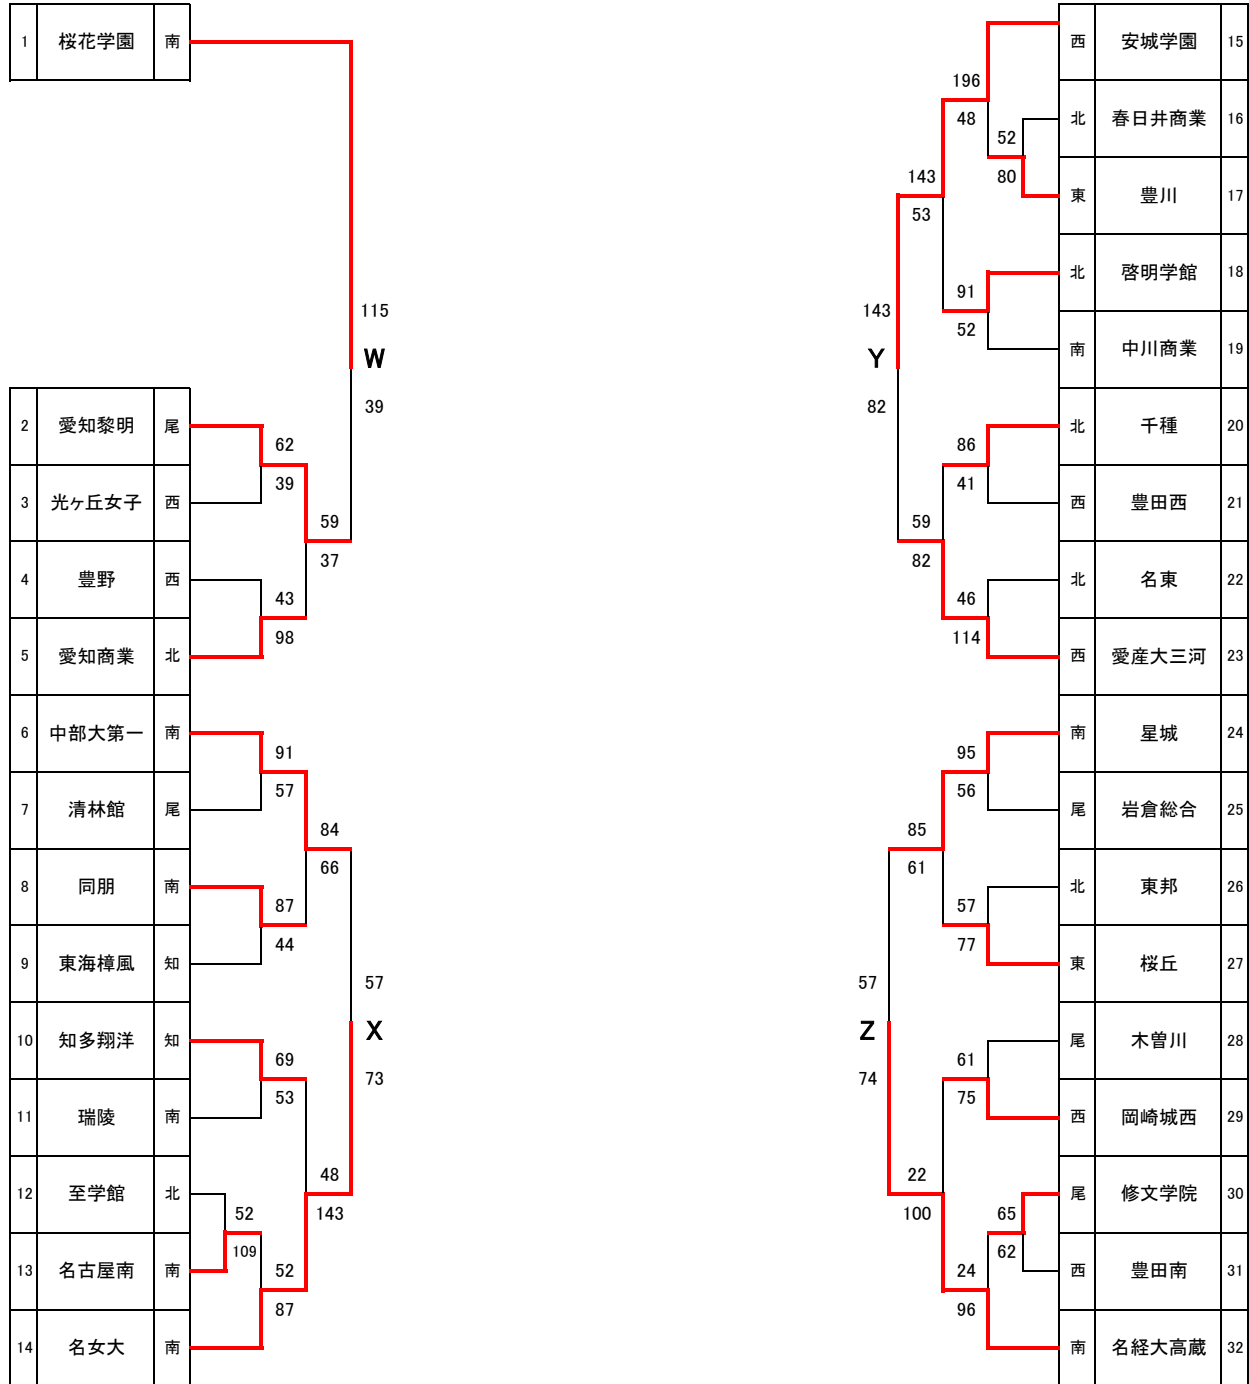 1 桜花学園 南
115
W
39
2 愛知黎明 尾
62
39
3 光ヶ丘女子 西
59
37
4 豊野 西
43
98
5 愛知商業 北
6 中部大第一 南
91
57
7 清林館 尾
84
66
8 同朋 南
87
44
9 東海樟風 知
57
X
73
10 知多翔洋 知
69
53
11 瑞陵 南
48
143
12 至学館 北
52
109
13 名古屋南 南
52
87
14 名女大 南
西 安城学園 15
196
48
北 春日井商業 16
52
80
143
53
東 豊川 17
北 啓明学館 18
91
52
南 中川商業 19
143
Y
82
北 千種 20
86
41
西 豊田西 21
59
82
北 名東 22
46
114
西 愛産大三河 23
南 星城 24
95
56
尾 岩倉総合 25
85
61
北 東邦 26
57
77
東 桜丘 27
57
Z
74
尾 木曽川 28
61
75
西 岡崎城西 29
22
100
尾 修文学院 30
65
62
西 豊田南 31
24
96
南 名経大高蔵 32